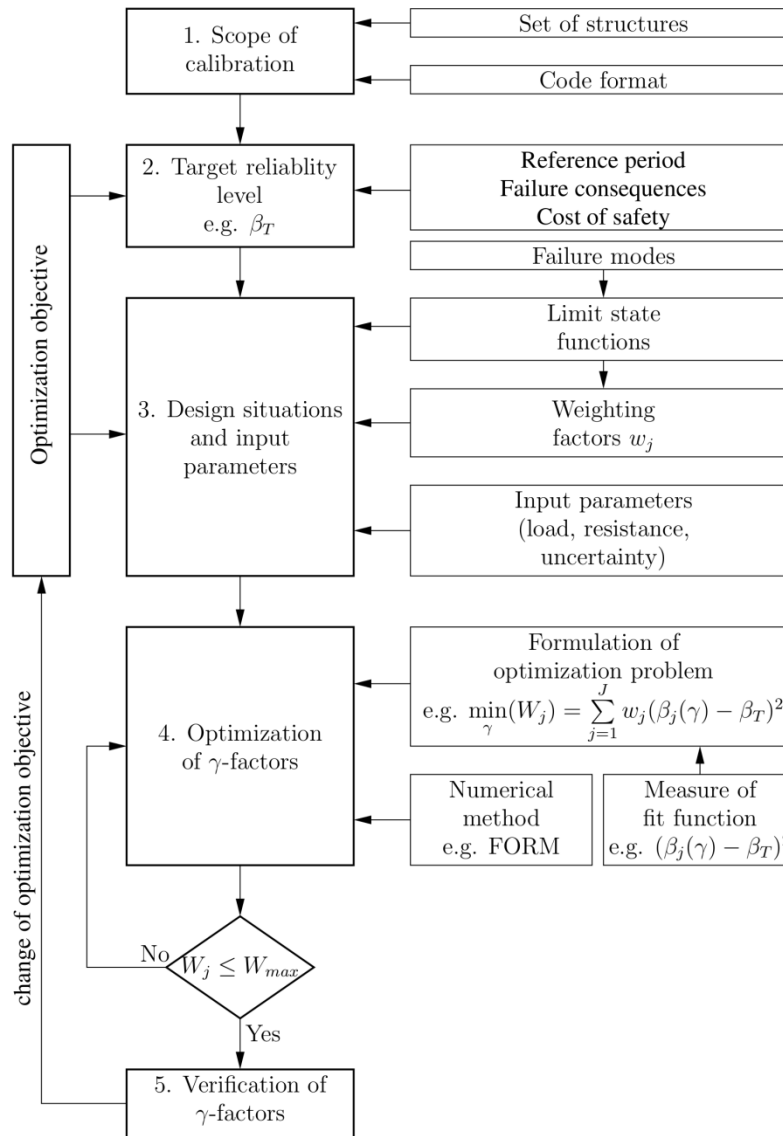 1. Scope of
calibration
Set of structures
Code format
2. Target reliablity
level
e.g. β_T
Reference period
Failure consequences
Cost of safety
Optimization objective
3. Design situations
and input
parameters
Failure modes
Limit state
functions
Weighting
factors w_j
Input parameters
(load, resistance,
uncertainty)
4. Optimization
of γ-factors
Formulation of
optimization problem
e.g. min_γ(W_j) = ∑_{j=1}^{J} w_j(β_j(γ) − β_T)^2
Numerical
method
e.g. FORM
Measure of
fit function
e.g. (β_j(γ) − β_T)
No
W_j ≤ W_max
Yes
change of optimization objective
5. Verification of
γ-factors